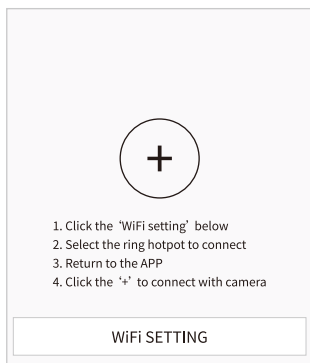 +
1. Click the ‘WiFi setting’ below
2. Select the ring hotpot to connect
3. Return to the APP
4. Click the ‘+’ to connect with camera
WiFi SETTING